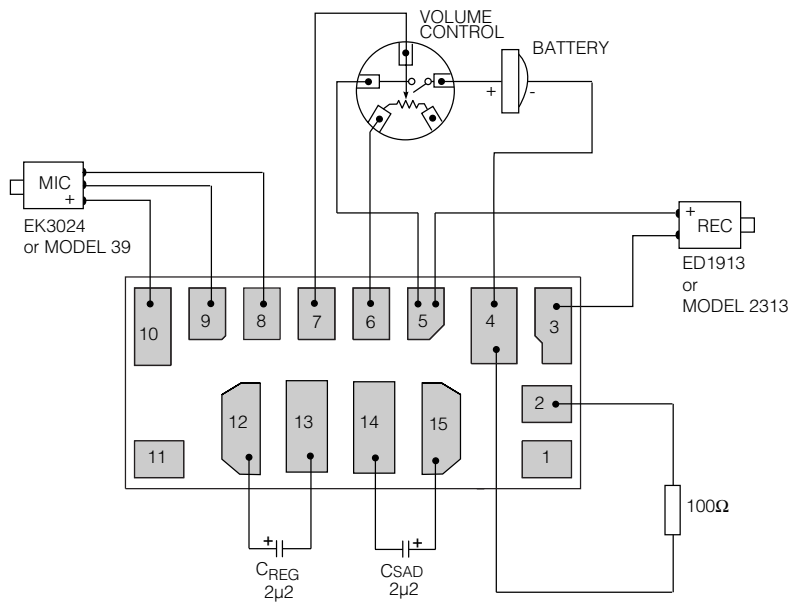 VOLUME
CONTROL
BATTERY
+ -
MIC
+
EK3024
or MODEL 39
+
REC
ED1913
or
MODEL 2313
10
9
8
7
6
5
4
3
12
13
14
15
2
11
1
100Ω
+
CREG
2µ2
+
CSAD
2µ2